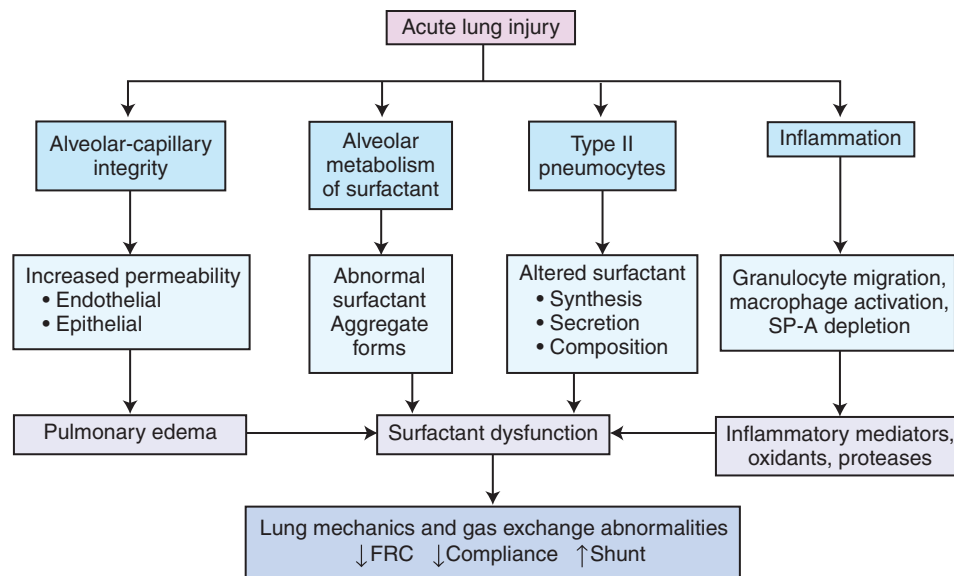 Acute lung injury
Alveolar-capillary
integrity
Alveolar
metabolism
of surfactant
Type II
pneumocytes
Inflammation
Increased permeability
• Endothelial
• Epithelial
Abnormal
surfactant
Aggregate
forms
Altered surfactant
• Synthesis
• Secretion
• Composition
Granulocyte migration,
macrophage activation,
SP-A depletion
Pulmonary edema
Surfactant dysfunction
Inflammatory mediators,
oxidants, proteases
Lung mechanics and gas exchange abnormalities
↓FRC ↓Compliance ↑Shunt